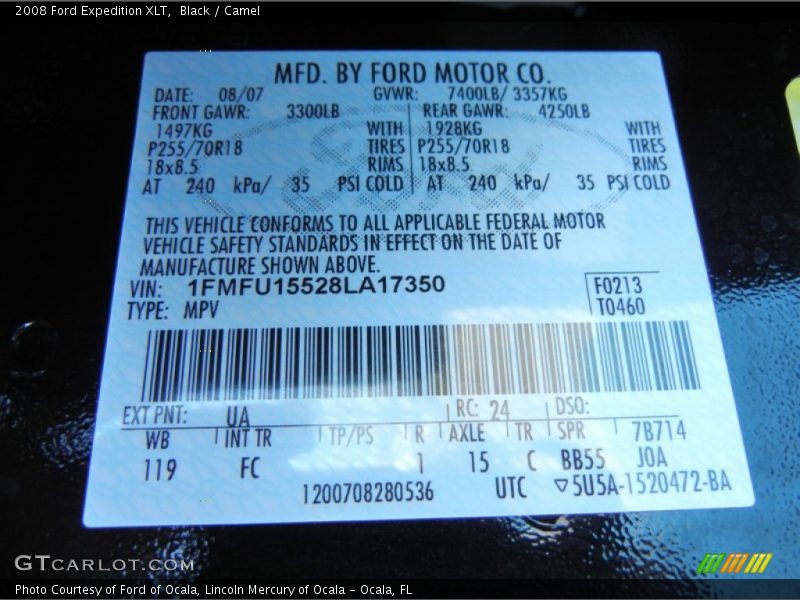 2008 Ford Expedition XLT, Black / Camel
MFD. BY FORD MOTOR CO.
DATE: 08/07 GVWR: 7400LB/ 3357KG
FRONT GAWR: 3300LB REAR GAWR: 4250LB
1497KG WITH 1928KG WITH
P255/70R18 TIRES P255/70R18 TIRES
18x8.5 RIMS 18x8.5 RIMS
AT 240 kPa/ 35 PSI COLD AT 240 kPa/ 35 PSI COLD
Ford
THIS VEHICLE CONFORMS TO ALL APPLICABLE FEDERAL MOTOR
VEHICLE SAFETY STANDARDS IN EFFECT ON THE DATE OF
MANUFACTURE SHOWN ABOVE.
VIN: 1FMFU15528LA17350 F0213
TYPE: MPV T0460
EXT PNT: UA RC: 24 DSO:
WB INT TR TP/PS R AXLE TR SPR 7B714
119 FC 1 15 C BB55 JOA
1200708280536 UTC ▽5U5A-1520472-BA
GTCARLOT.COM
Photo Courtesy of Ford of Ocala, Lincoln Mercury of Ocala - Ocala, FL